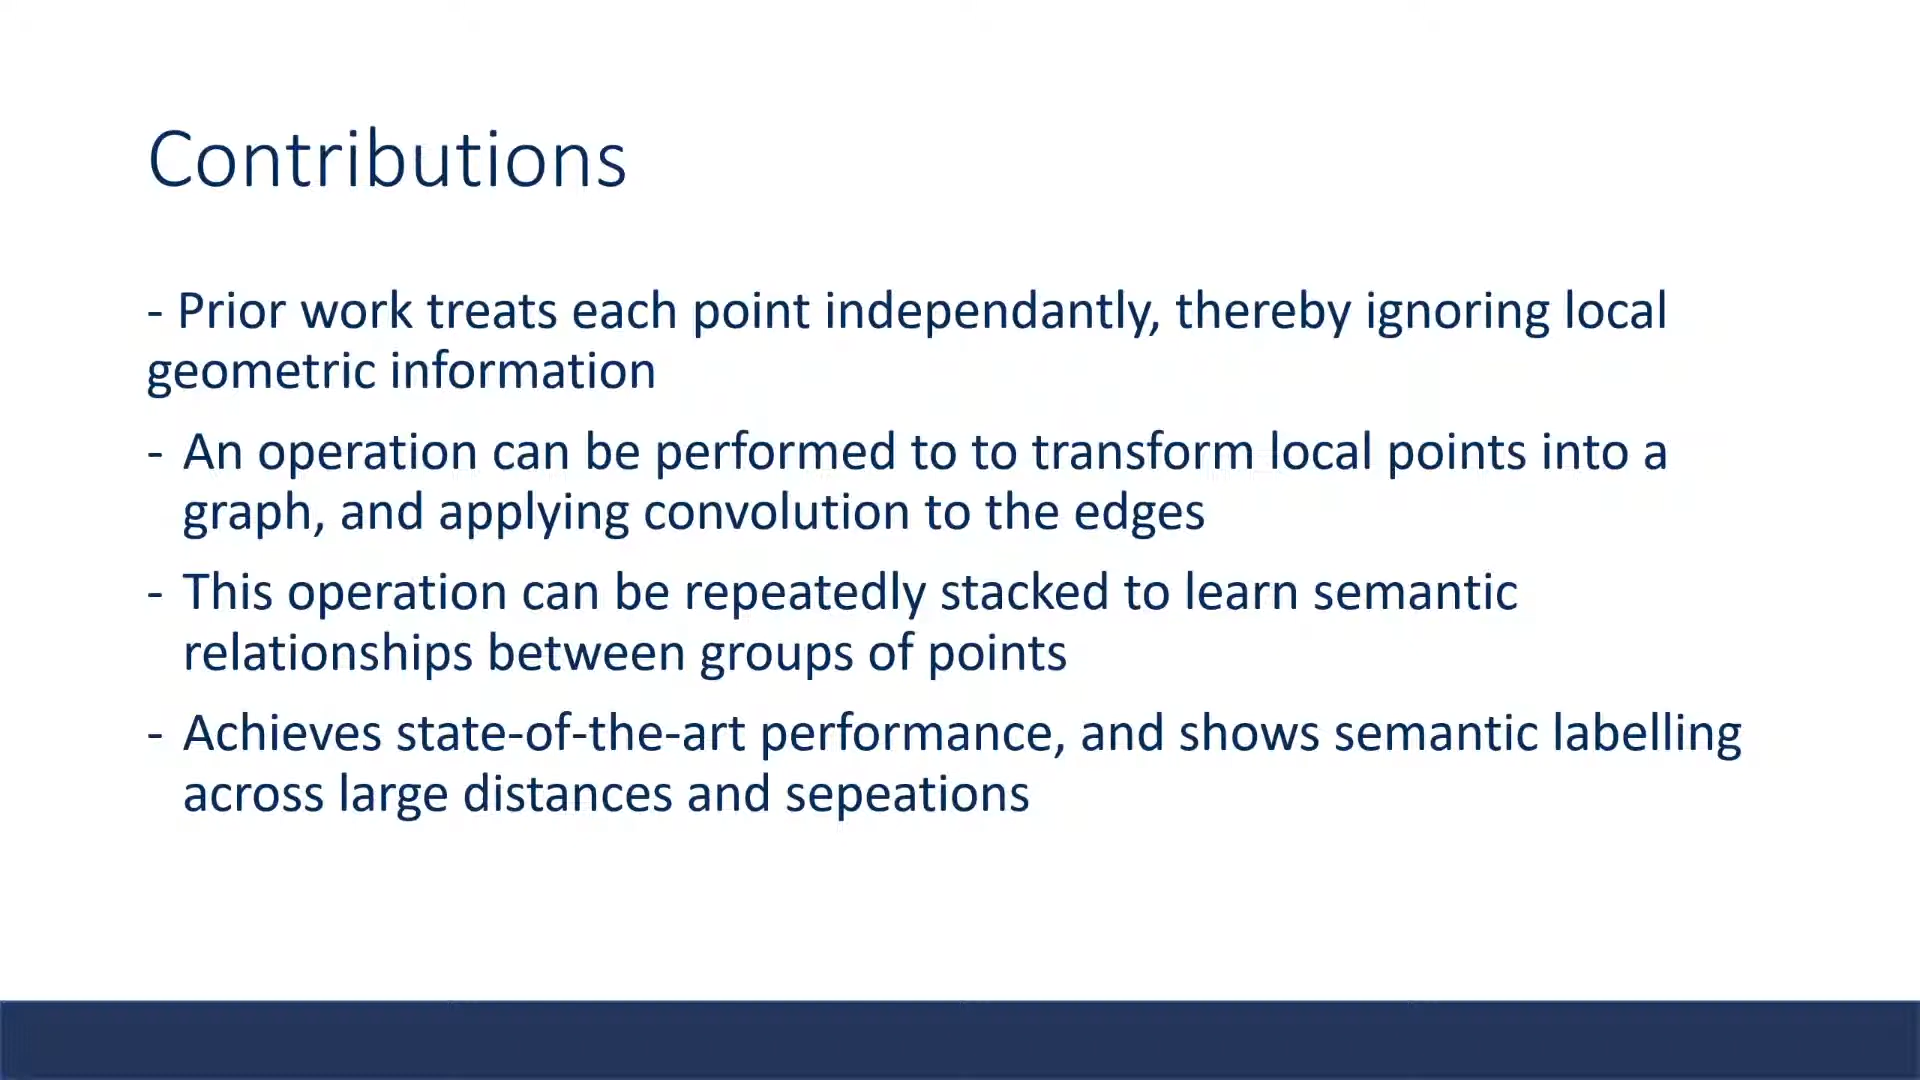 Contributions
- Prior work treats each point independantly, thereby ignoring local
geometric information
- An operation can be performed to to transform local points into a
graph, and applying convolution to the edges
- This operation can be repeatedly stacked to learn semantic
relationships between groups of points
- Achieves state-of-the-art performance, and shows semantic labelling
across large distances and sepeations